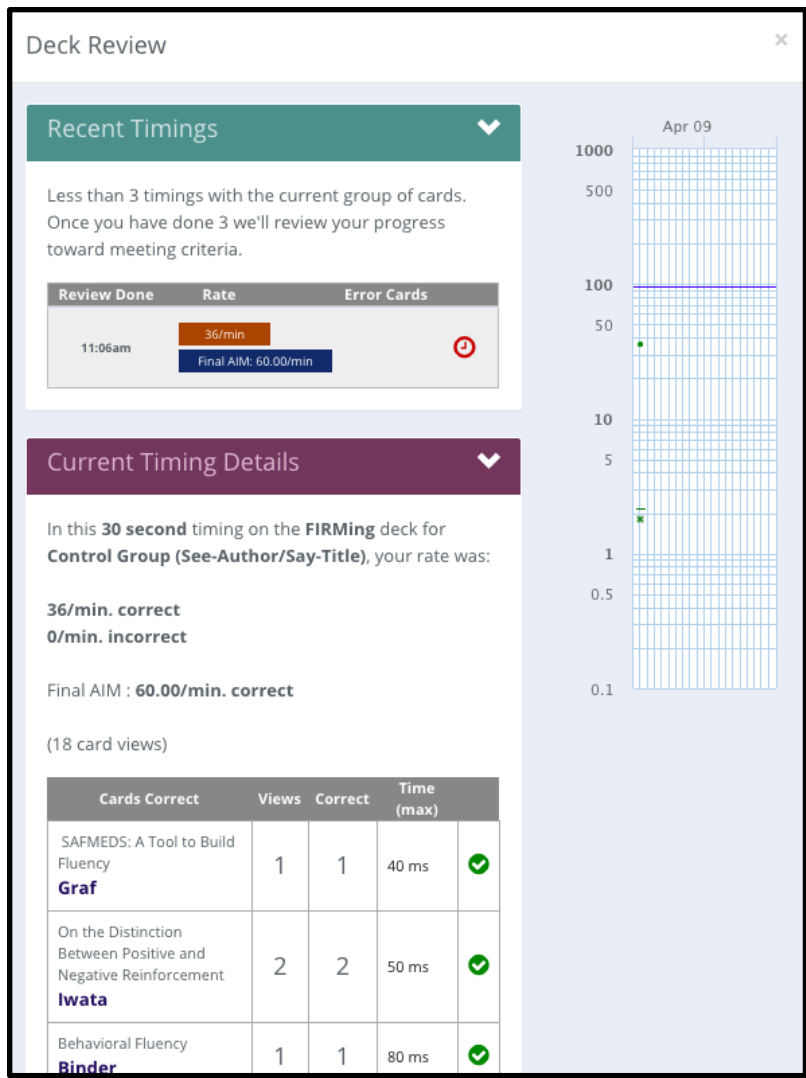 Deck Review
×
Recent Timings
Less than 3 timings with the current group of cards.
Once you have done 3 we'll review your progress
toward meeting criteria.
Review Done Rate Error Cards
36/min
11:06am
Final AIM: 60.00/min
Current Timing Details
In this 30 second timing on the FIRMing deck for
Control Group (See-Author/Say-Title), your rate was:
36/min. correct
0/min. incorrect
Final AIM : 60.00/min. correct
(18 card views)
Cards Correct Views Correct Time
(max)
SAFMEDS: A Tool to Build
Fluency
Graf
1 1 40 ms
On the Distinction
Between Positive and
Negative Reinforcement
Iwata
2 2 50 ms
Behavioral Fluency
Binder
1 1 80 ms
Apr 09
1000
500
100
50
10
5
1
0.5
0.1